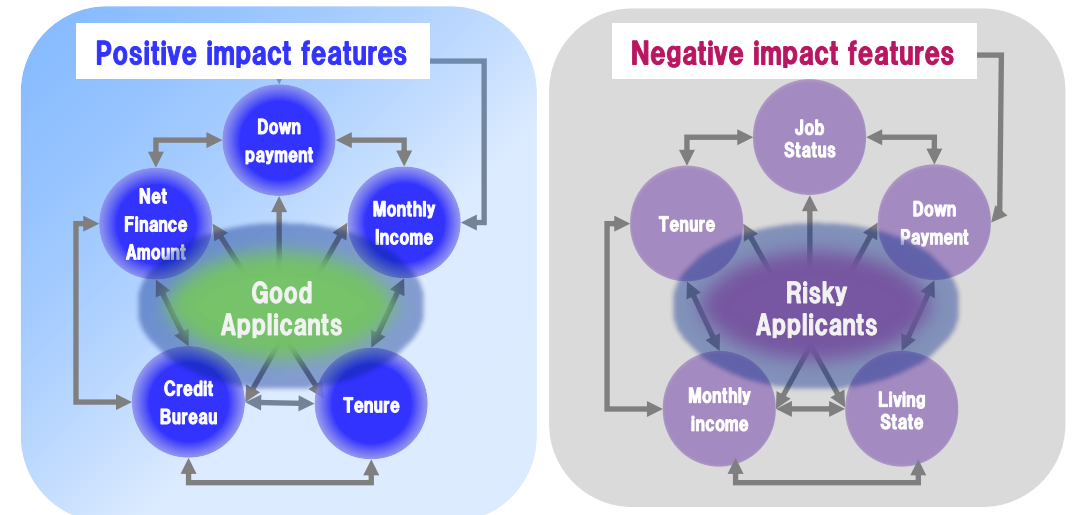 Positive impact features
Down
payment
Net
Finance
Amount
Monthly
Income
Good
Applicants
Credit
Bureau
Tenure
Negative impact features
Job
Status
Tenure
Down
Payment
Risky
Applicants
Monthly
income
Living
State